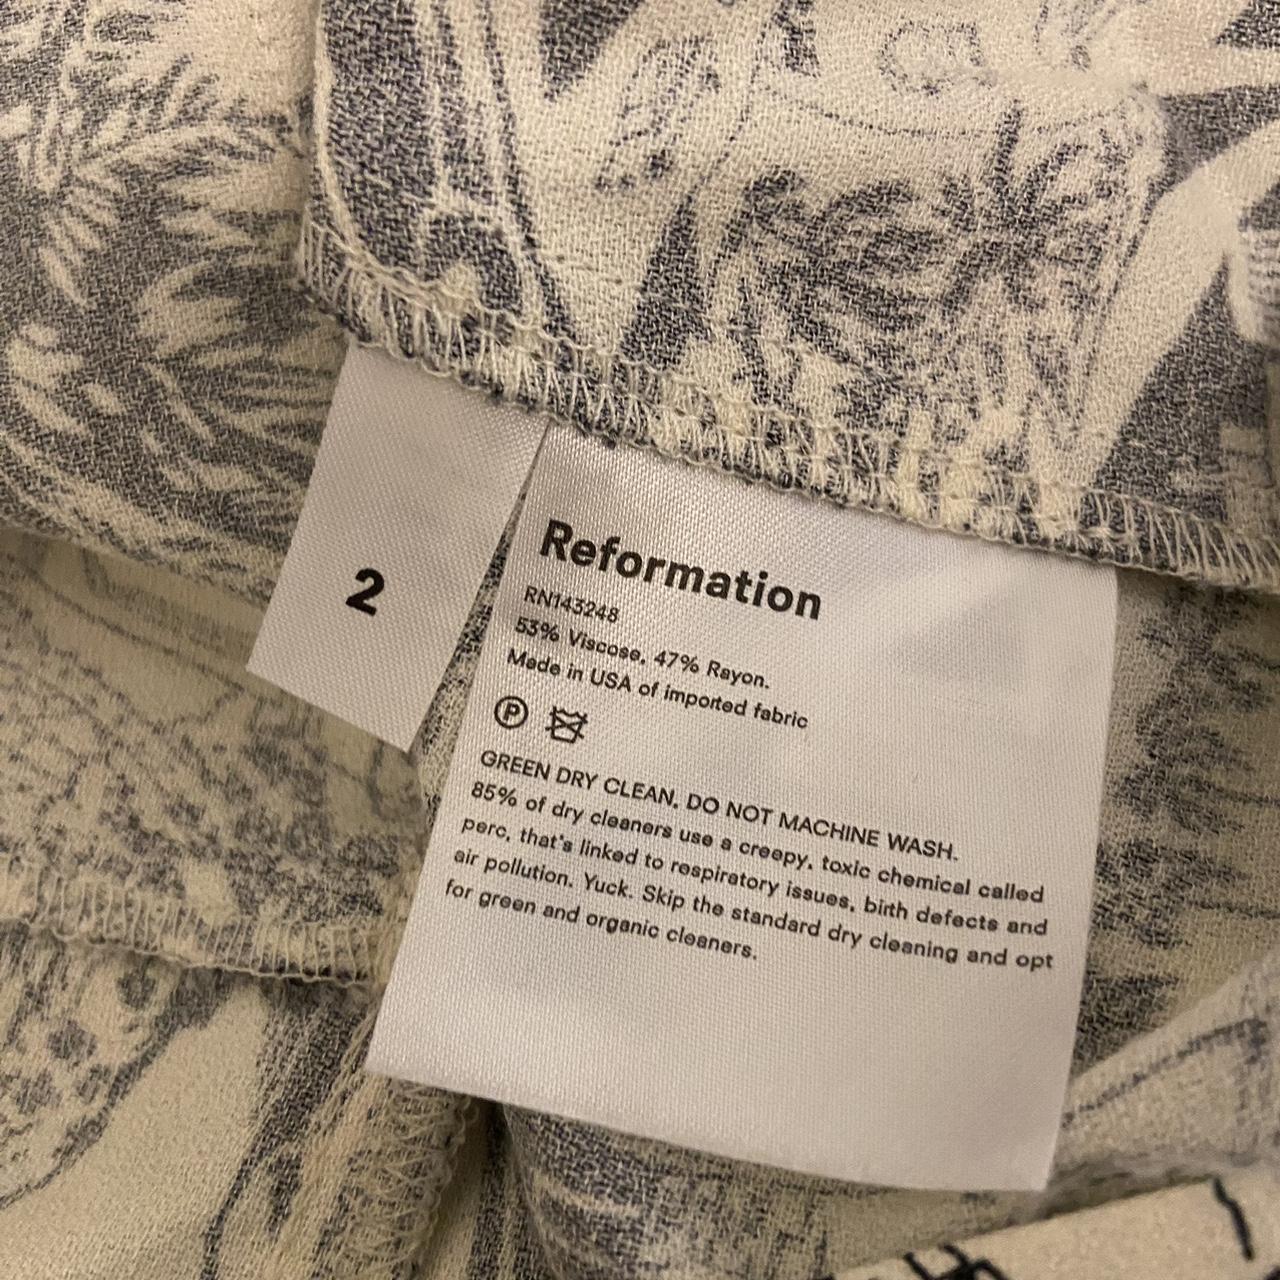 2
Reformation
RN143248
53% Viscose, 47% Rayon.
Made in USA of imported fabric
P
GREEN DRY CLEAN. DO NOT MACHINE WASH.
85% of dry cleaners use a creepy, toxic chemical called
perc, that's linked to respiratory issues, birth defects and
air pollution. Yuck. Skip the standard dry cleaning and opt
for green and organic cleaners.